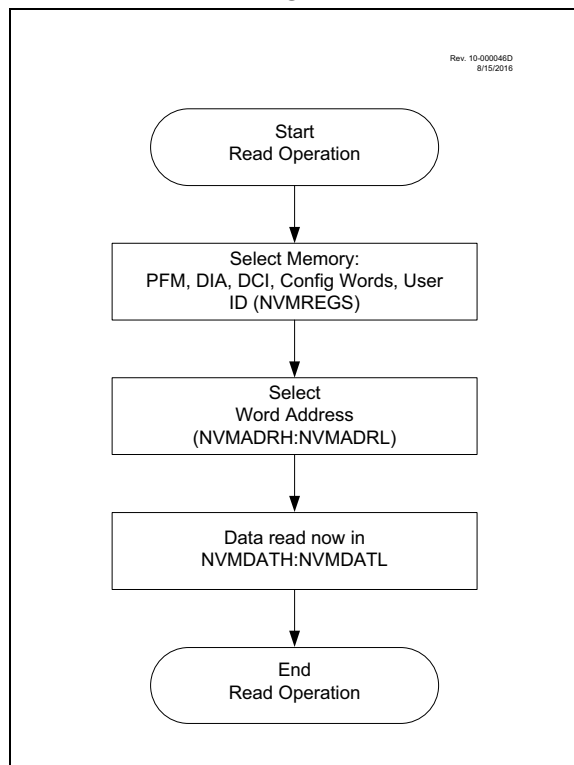 Rev. 10-000046D
8/15/2016
Start
Read Operation
Select Memory:
PFM, DIA, DCI, Config Words, User
ID (NVMREGS)
Select
Word Address
(NVMADRH:NVMADRL)
Data read now in
NVMDATH:NVMDATL
End
Read Operation